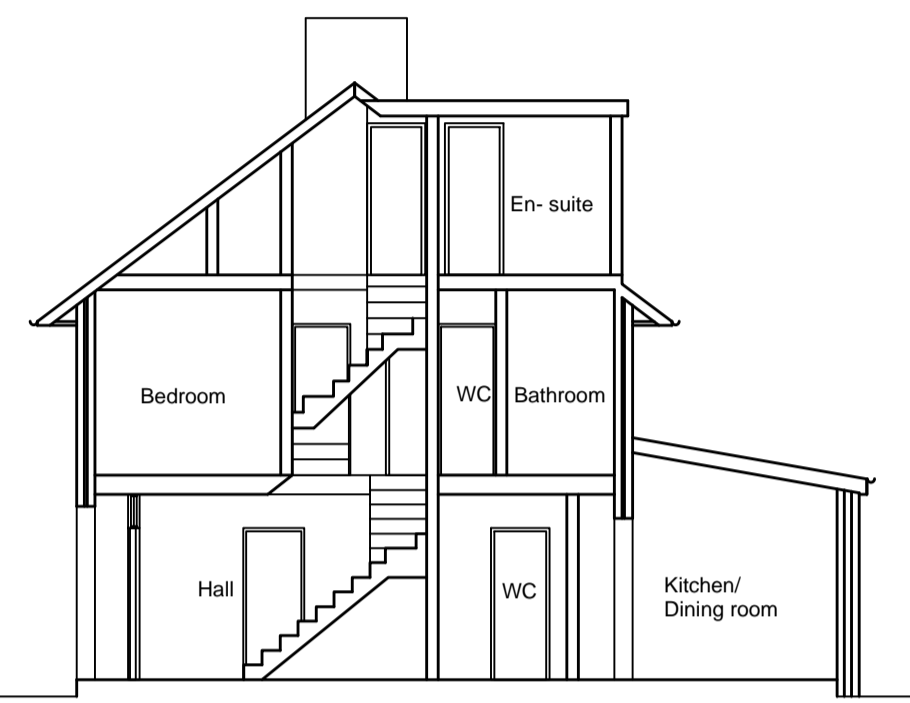 En- suite
Bedroom
WC
Bathroom
Hall
WC
Kitchen/
Dining room